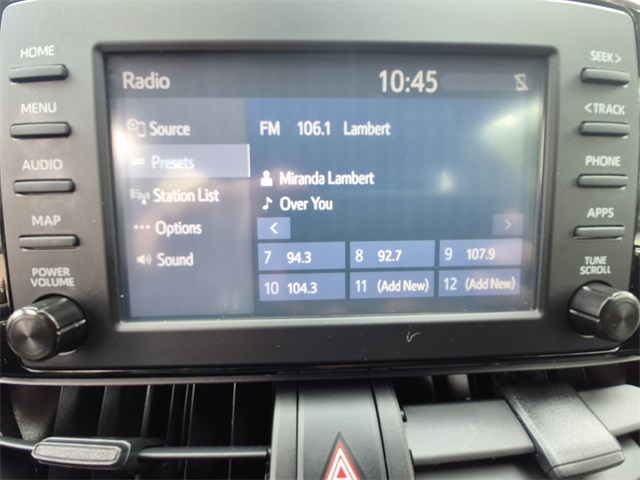 HOME
MENU
AUDIO
MAP
POWER
VOLUME
Radio 10:45
Source
Presets
Station List
Options
Sound
FM 106.1 Lambert
Miranda Lambert
Over You
< >
7 94.3 8 92.7 9 107.9
10 104.3 11 (Add New) 12 (Add New)
SEEK>
<TRACK
PHONE
APPS
TUNE
SCROLL